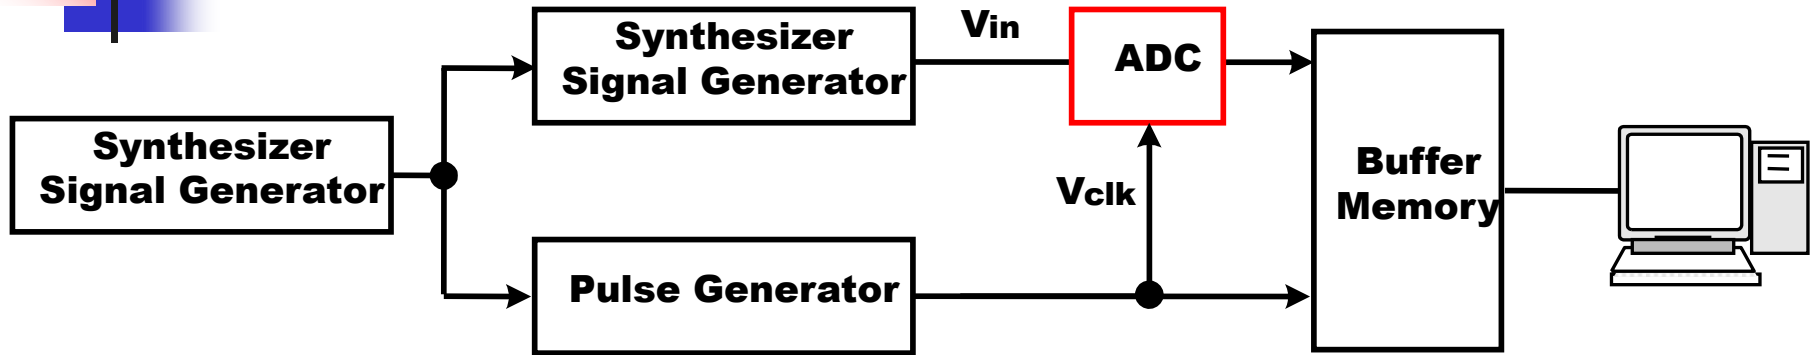 Synthesizer
Signal Generator
Synthesizer
Signal Generator
Vin
ADC
Vclk
Pulse Generator
Buffer
Memory